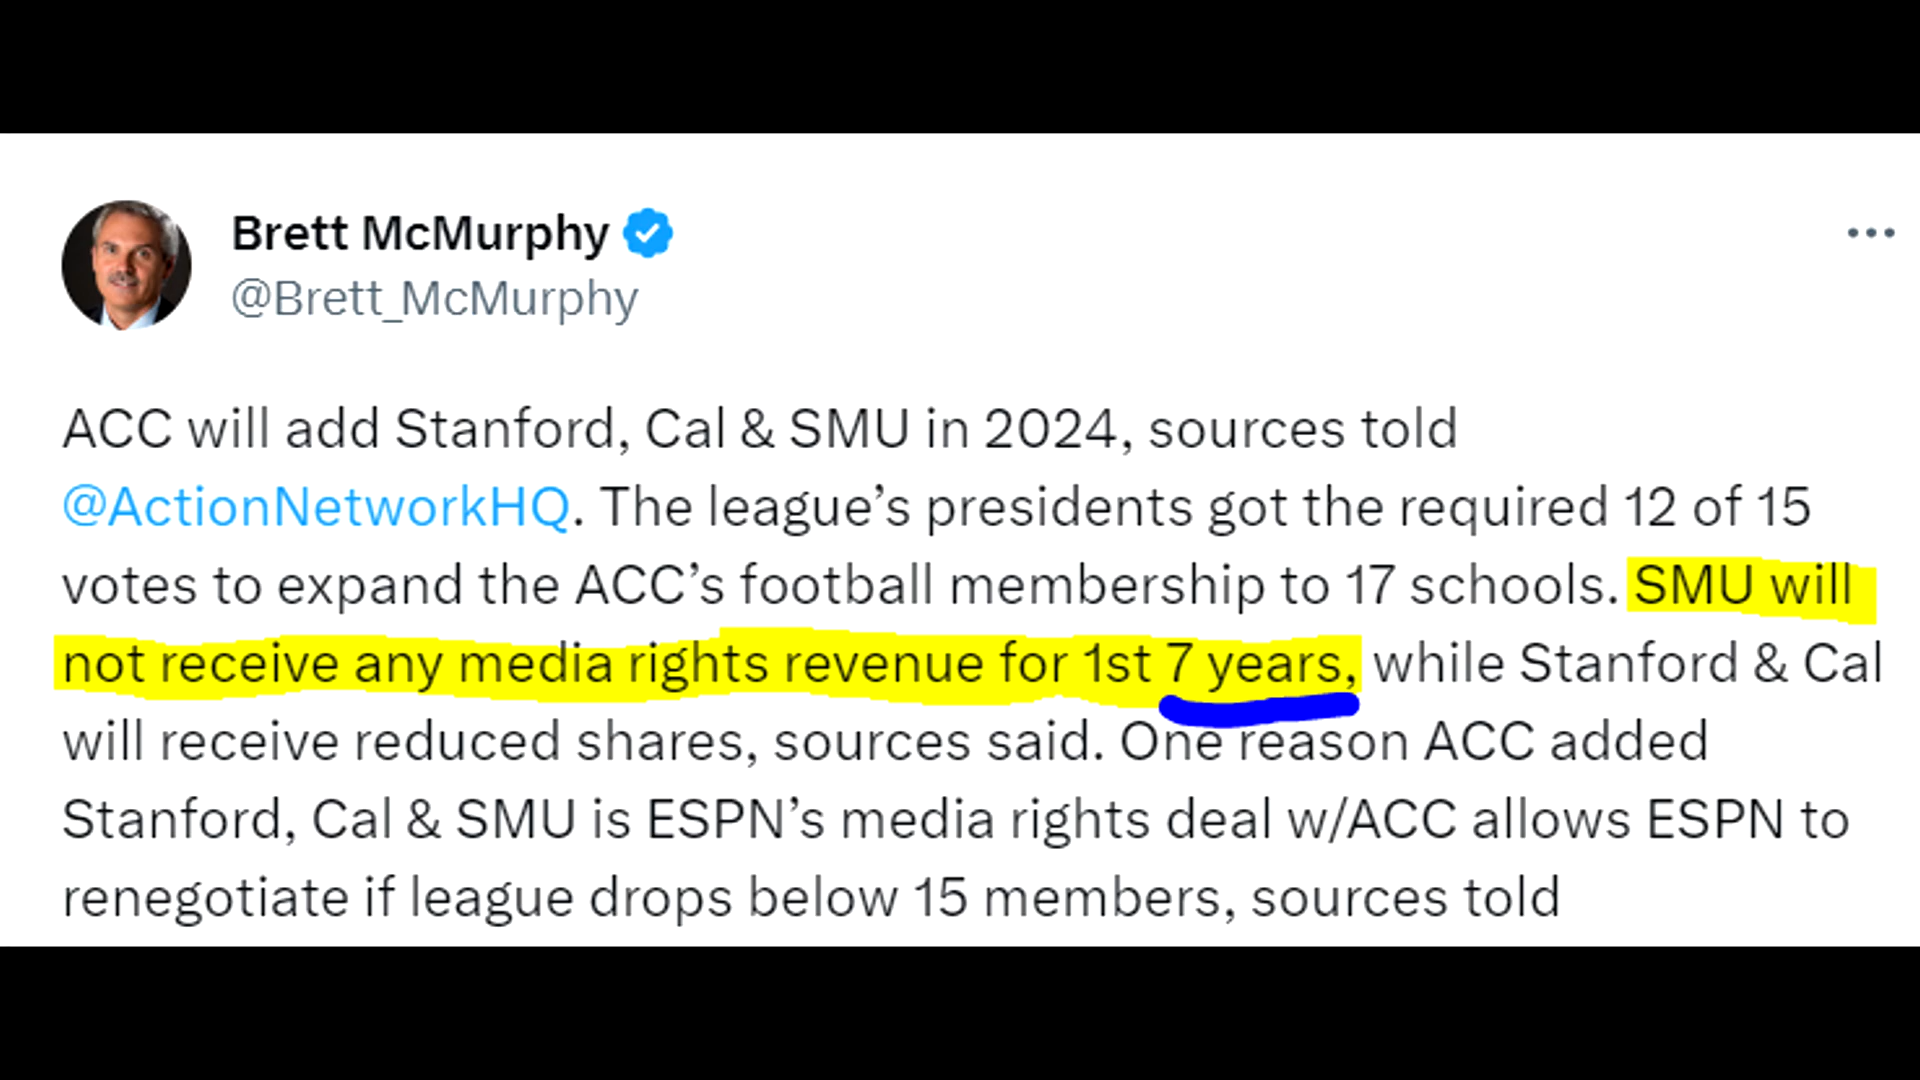 Brett McMurphy
@Brett_McMurphy
ACC will add Stanford, Cal & SMU in 2024, sources told
@ActionNetworkHQ. The league’s presidents got the required 12 of 15
votes to expand the ACC’s football membership to 17 schools. SMU will
not receive any media rights revenue for 1st 7 years, while Stanford & Cal
will receive reduced shares, sources said. One reason ACC added
Stanford, Cal & SMU is ESPN’s media rights deal w/ACC allows ESPN to
renegotiate if league drops below 15 members, sources told